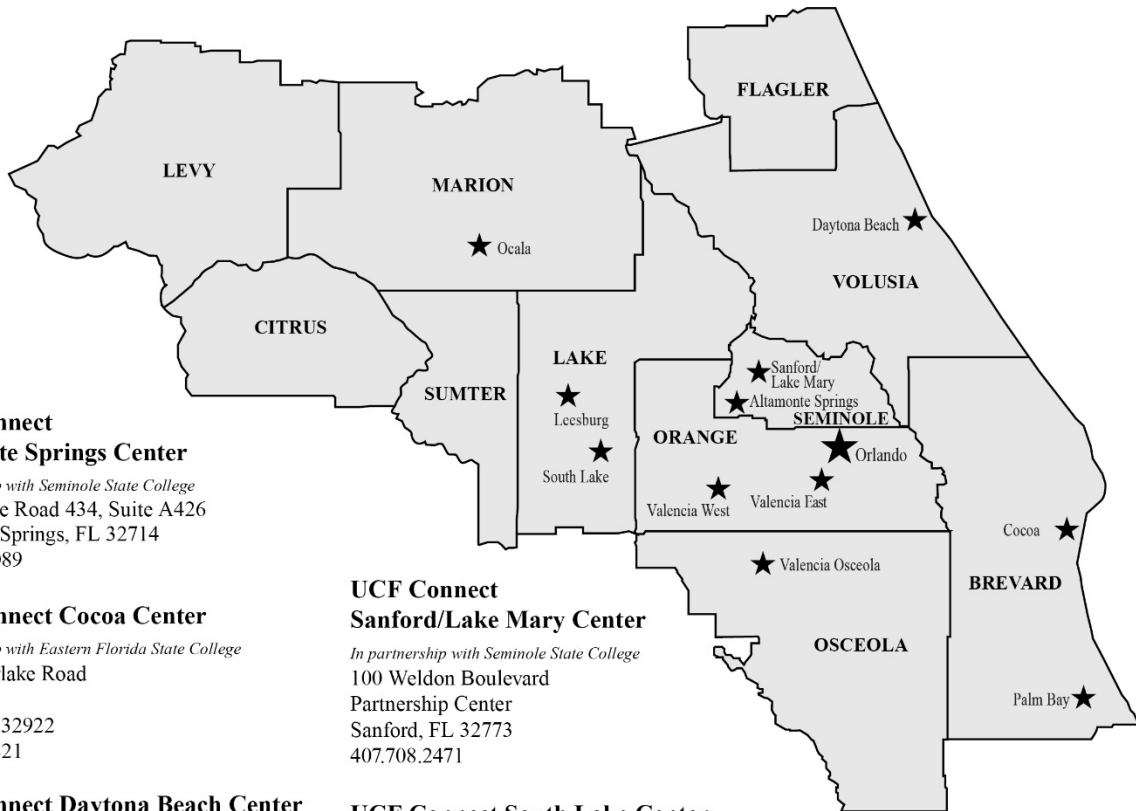 FLAGLER
LEVY
MARION
Ocala
Daytona Beach
VOLUSIA
CITRUS
LAKE
SUMTER
Leesburg
South Lake
Sanford/
Lake Mary
Altamonte Springs
SEMINOLE
ORANGE
Orlando
Valencia West
Valencia East
Cocoa
Valencia Osceola
BREVARD
OSCEOLA
Palm Bay
nnect
te Springs Center
with Seminole State College
e Road 434, Suite A426
Springs, FL 32714
989
nnect Cocoa Center
with Eastern Florida State College
lake Road
32922
21
nnect Daytona Beach Center
UCF Connect
Sanford/Lake Mary Center
In partnership with Seminole State College
100 Weldon Boulevard
Partnership Center
Sanford, FL 32773
407.708.2471
UCF Connect South Lake Center